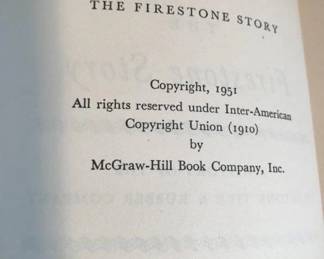 THE FIRESTONE STORY
Copyright, 1951
All rights reserved under Inter-American
Copyright Union (1910)
by
McGraw-Hill Book Company, Inc.